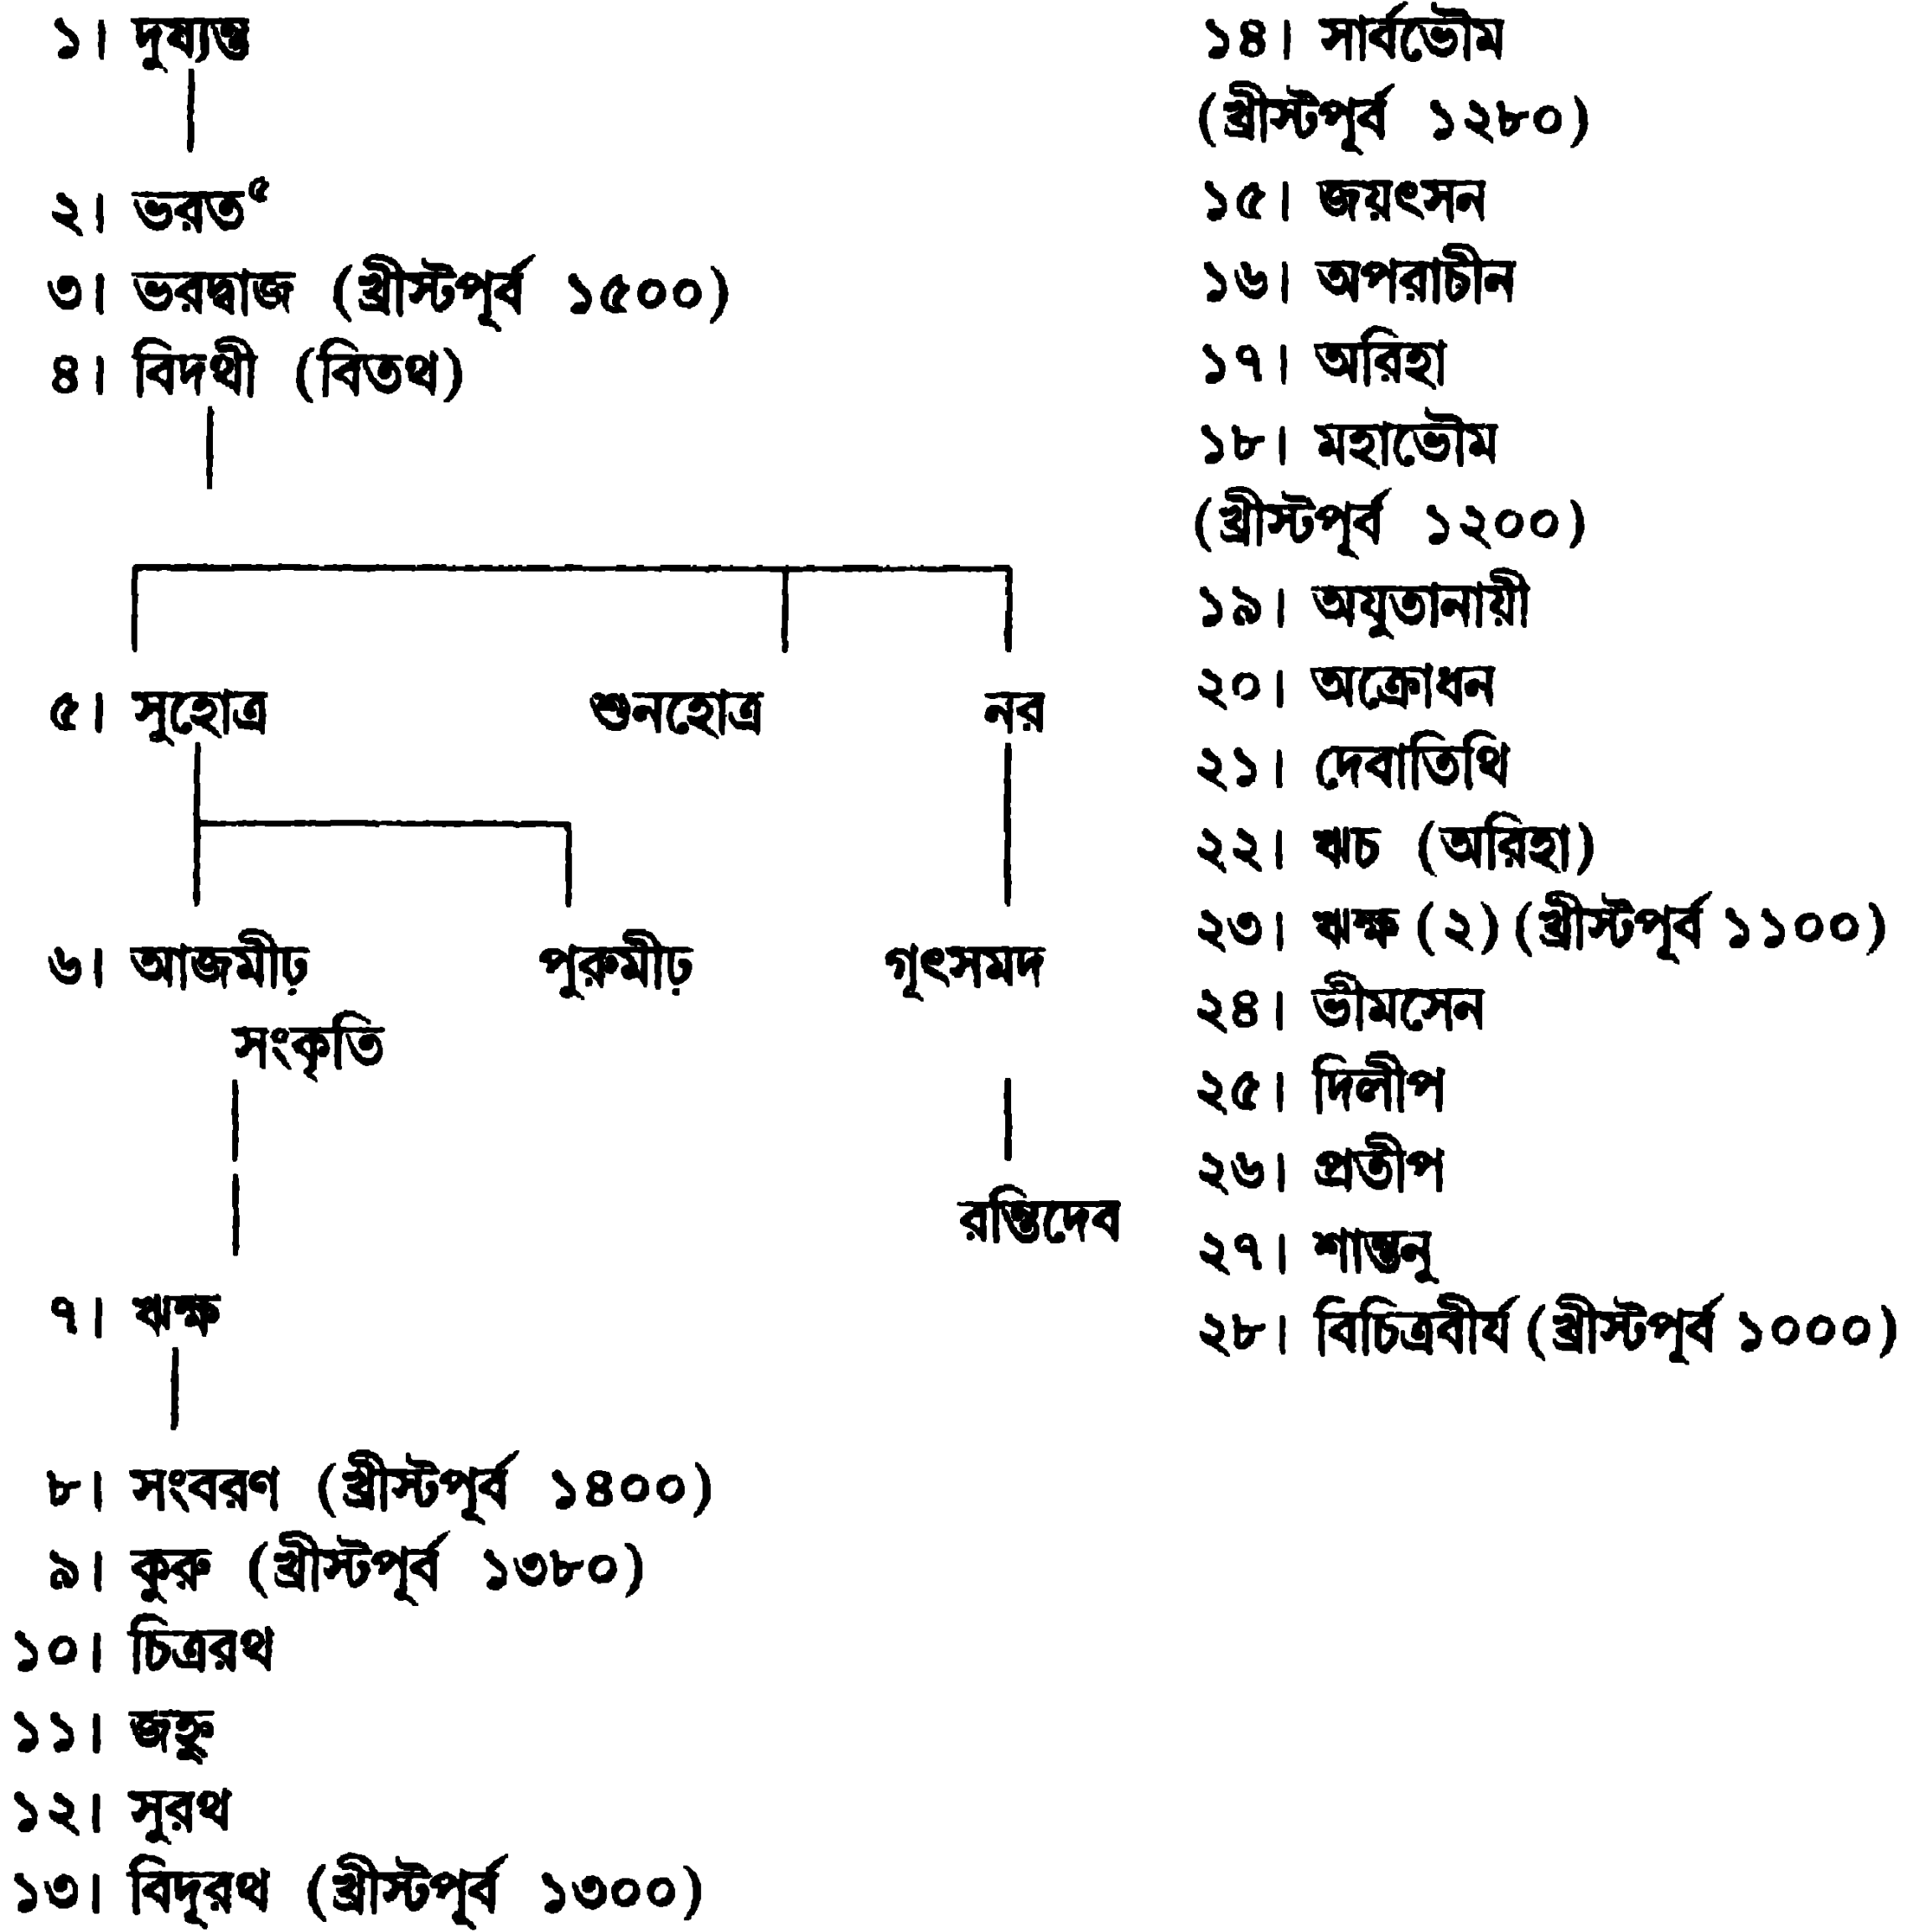 ১। দুষ্যন্ত
২। ভরত৫
৩। ভরদ্বাজ (খ্রীস্টপূর্ব ১৫০০)
৪। বিদথী (বিতথ)
৫। সুহোত্র শুনহোত্র নর
৬। আজমীঢ় পুরুমীঢ় গৃৎসমদ
সংকৃতি
রন্তিদেব
৭। ঋক্ষ
৮। সংবরণ (খ্রীস্টপূর্ব ১৪০০)
৯। কুরু (খ্রীস্টপূর্ব ১৩৮০)
১০। চিত্ররথ
১১। জহ্নু
১২। সুরথ
১৩। বিদূরথ (খ্রীস্টপূর্ব ১৩০০)
১৪। সার্বভৌম
(খ্রীস্টপূর্ব ১২৮০)
১৫। জয়ৎসন
১৬। অপরাচীন
১৭। অরিহা
১৮। মহাভৌম
(খ্রীস্টপূর্ব ১২০০)
১৯। অযুতানায়ী
২০। অক্রোধন
২১। দেবাতিথি
২২। ঋচ (অরিহা)
২৩। ঋক্ষ (২) (খ্রীস্টপূর্ব ১১০০)
২৪। ভীমসেন
২৫। দিলীপ
২৬। প্রতীপ
২৭। শান্তনু
২৮। বিচিত্রবীর্য (খ্রীস্টপূর্ব ১০০০)